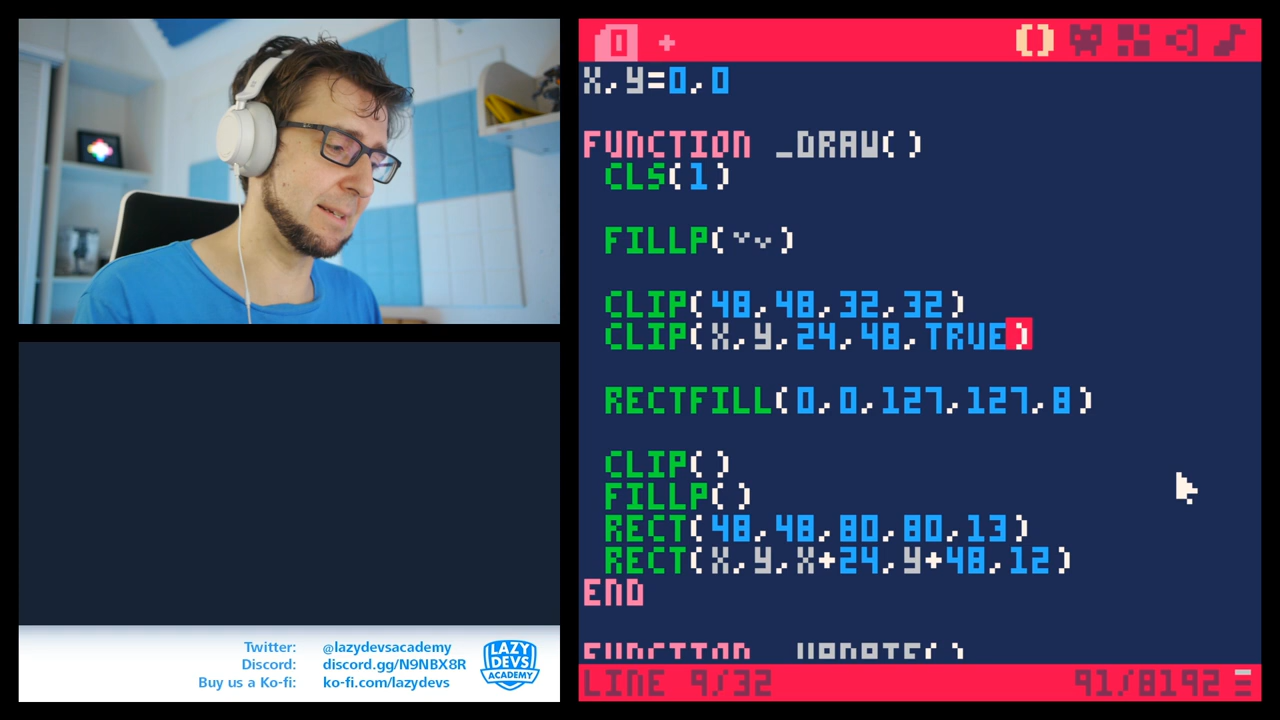 0 +
X,Y=0,0
FUNCTION _DRAW()
CLS(1)
FILLP(˅˅)
CLIP(48,48,32,32)
CLIP(X,Y,24,48,TRUE)
RECTFILL(0,0,127,127,8)
CLIP()
FILLP()
RECT(48,48,80,80,13)
RECT(X,Y,X+24,Y+48,12)
END
FUNCTION _UPDATE()
LINE 9/32
91/8192
Twitter: @lazydevsacademy
Discord: discord.gg/N9NBX8R
Buy us a Ko-fi: ko-fi.com/lazydevs
LAZY
DEVS
ACADEMY